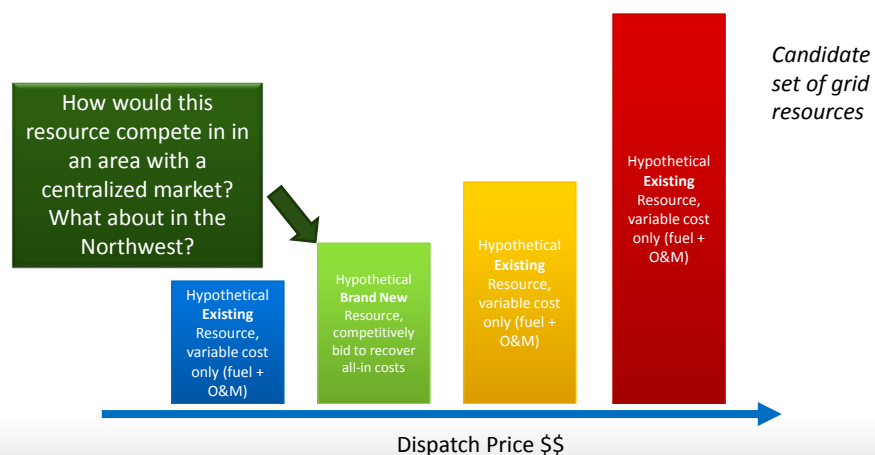 How would this
resource compete in in
an area with a
centralized market?
What about in the
Northwest?
Candidate
set of grid
resources
Hypothetical
Existing
Resource,
variable cost
only (fuel +
O&M)
Hypothetical
Brand New
Resource,
competitively
bid to recover
all-in costs
Hypothetical
Existing
Resource,
variable cost
only (fuel +
O&M)
Hypothetical
Existing
Resource,
variable cost
only (fuel +
O&M)
Dispatch Price $$